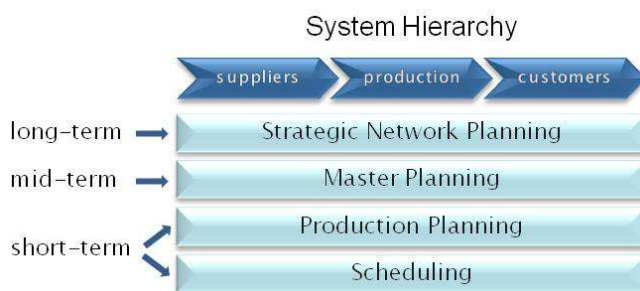 System Hierarchy
suppliers production customers
long-term Strategic Network Planning
mid-term Master Planning
short-term Production Planning
Scheduling